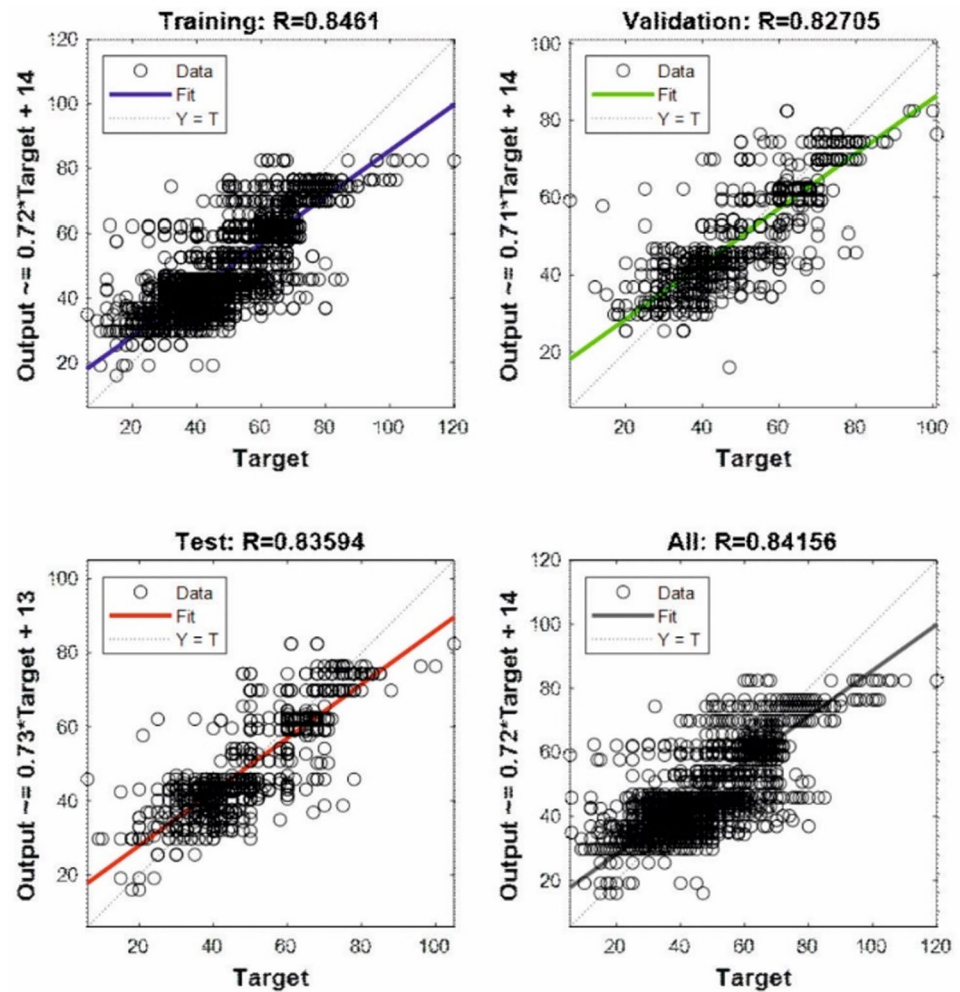 Training: R=0.8461
Output ~= 0.72*Target + 14
120
100
80
60
40
20
Data
Fit
Y = T
20 40 60 80 100 120
Target
Validation: R=0.82705
Output ~= 0.71*Target + 14
100
80
60
40
20
Data
Fit
Y = T
20 40 60 80 100
Target
Test: R=0.83594
Output ~= 0.73*Target + 13
100
80
60
40
20
Data
Fit
Y = T
20 40 60 80 100
Target
All: R=0.84156
Output ~= 0.72*Target + 14
120
100
80
60
40
20
Data
Fit
Y = T
20 40 60 80 100 120
Target